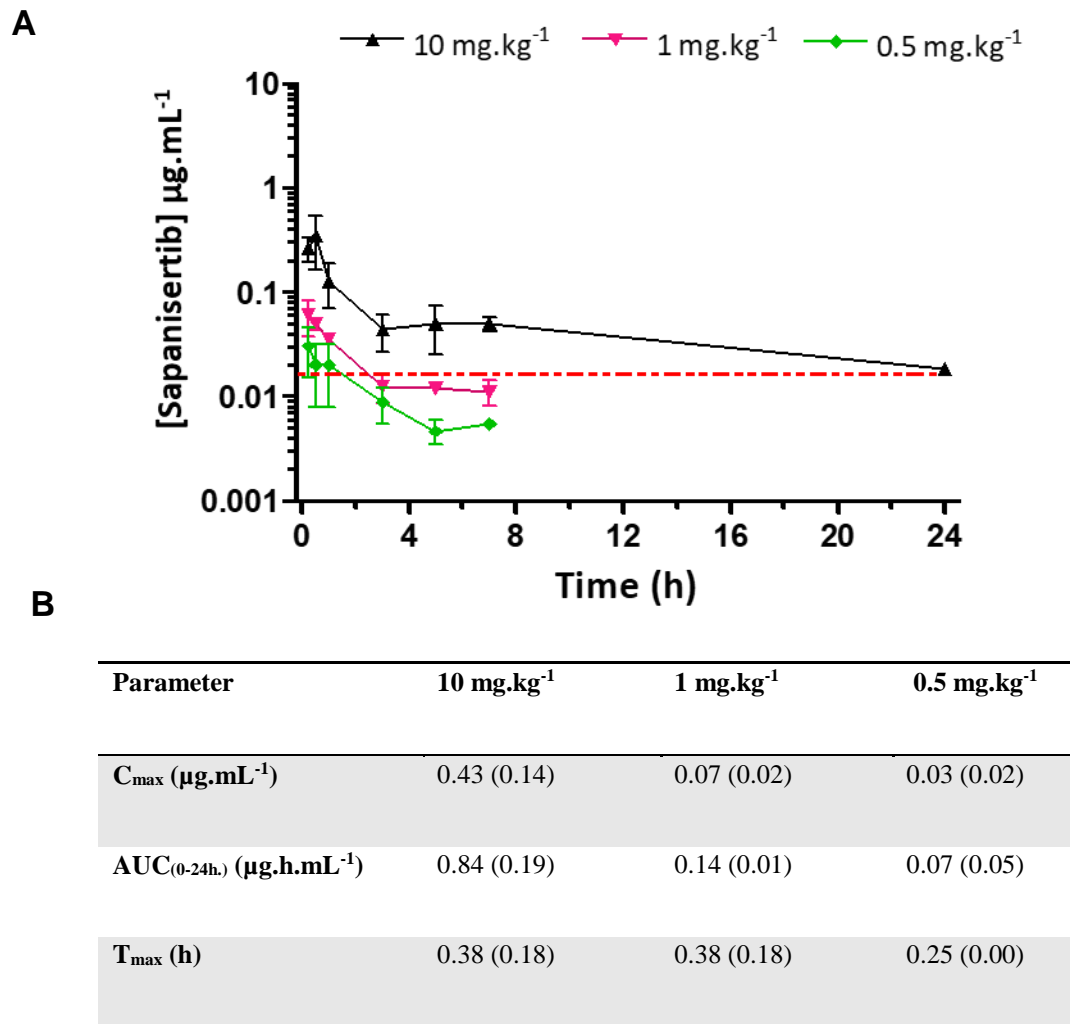 A
10 mg.kg⁻¹ 1 mg.kg⁻¹ 0.5 mg.kg⁻¹
[Sapanisertib] µg.mL⁻¹
10
1
0.1
0.01
0.001
0 4 8 12 16 20 24
Time (h)
B
Parameter 10 mg.kg⁻¹ 1 mg.kg⁻¹ 0.5 mg.kg⁻¹
Cmax (µg.mL⁻¹) 0.43 (0.14) 0.07 (0.02) 0.03 (0.02)
AUC(0-24h.) (µg.h.mL⁻¹) 0.84 (0.19) 0.14 (0.01) 0.07 (0.05)
Tmax (h) 0.38 (0.18) 0.38 (0.18) 0.25 (0.00)